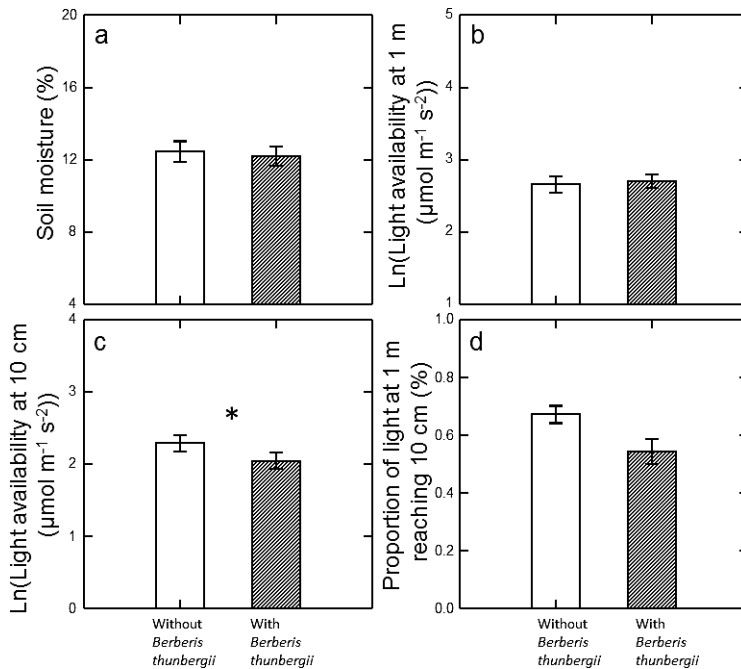 a
Soil moisture (%)
20
16
12
8
4
b
Ln(Light availability at 1 m
(µmol m⁻¹ s⁻²))
5
4
3
2
1
c
Ln(Light availability at 10 cm
(µmol m⁻¹ s⁻²))
4
3
2
1
0
*
Without
Berberis
thunbergii
With
Berberis
thunbergii
d
Proportion of light at 1 m
reaching 10 cm (%)
1.0
0.8
0.6
0.4
0.2
0.0
Without
Berberis
thunbergii
With
Berberis
thunbergii